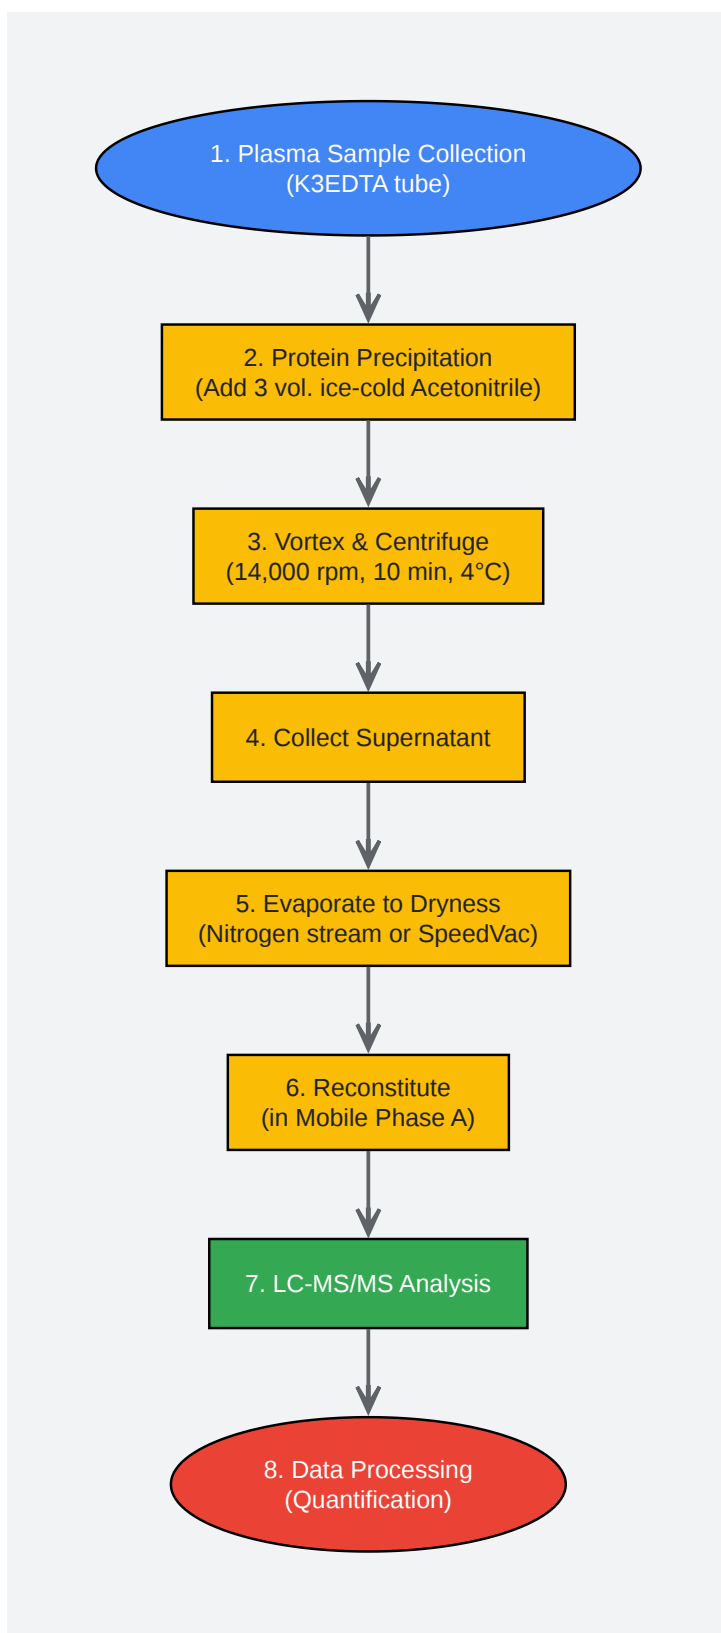 1. Plasma Sample Collection
(K3EDTA tube)
2. Protein Precipitation
(Add 3 vol. ice-cold Acetonitrile)
3. Vortex & Centrifuge
(14,000 rpm, 10 min, 4°C)
4. Collect Supernatant
5. Evaporate to Dryness
(Nitrogen stream or SpeedVac)
6. Reconstitute
(in Mobile Phase A)
7. LC-MS/MS Analysis
8. Data Processing
(Quantification)